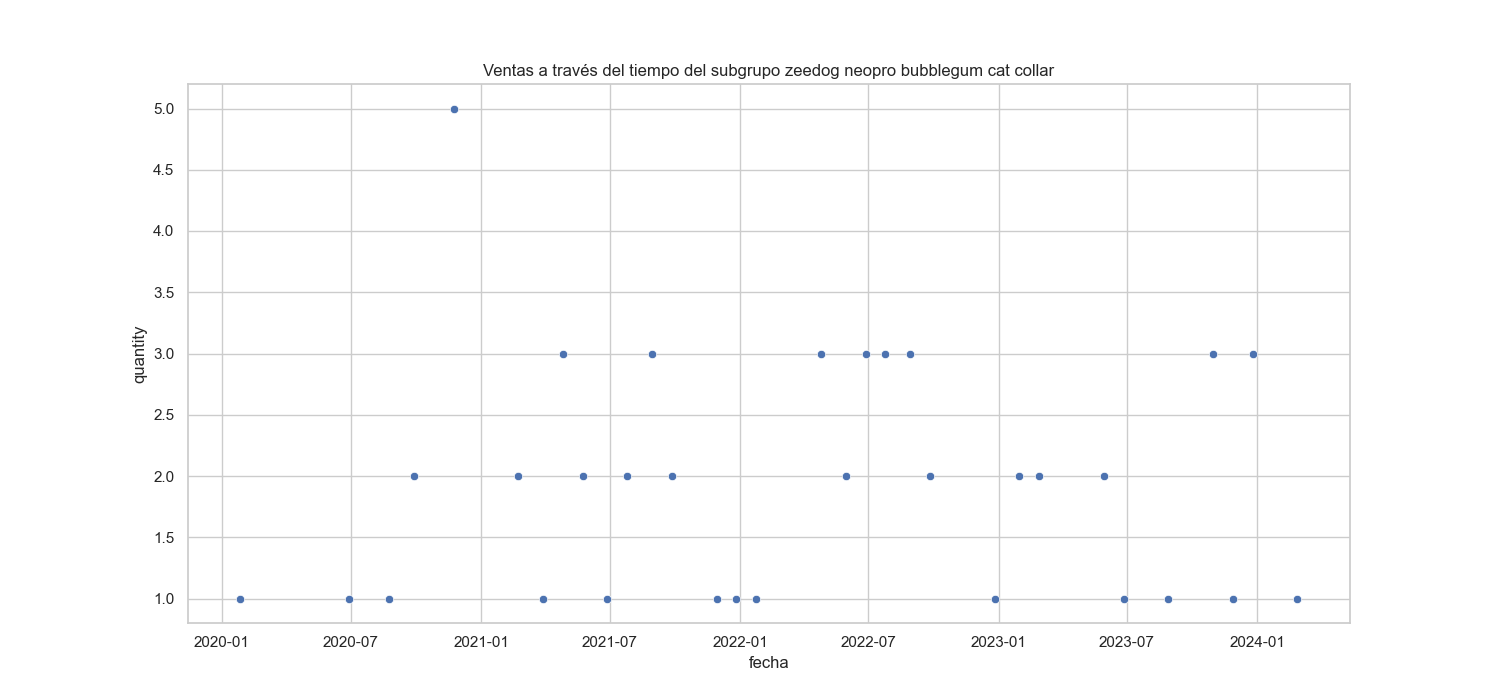 Ventas a través del tiempo del subgrupo zeedog neopro bubblegum cat collar
5.0
4.5
4.0
3.5
3.0
2.5
2.0
1.5
1.0
quantity
2020-01 2020-07 2021-01 2021-07 2022-01 2022-07 2023-01 2023-07 2024-01
fecha